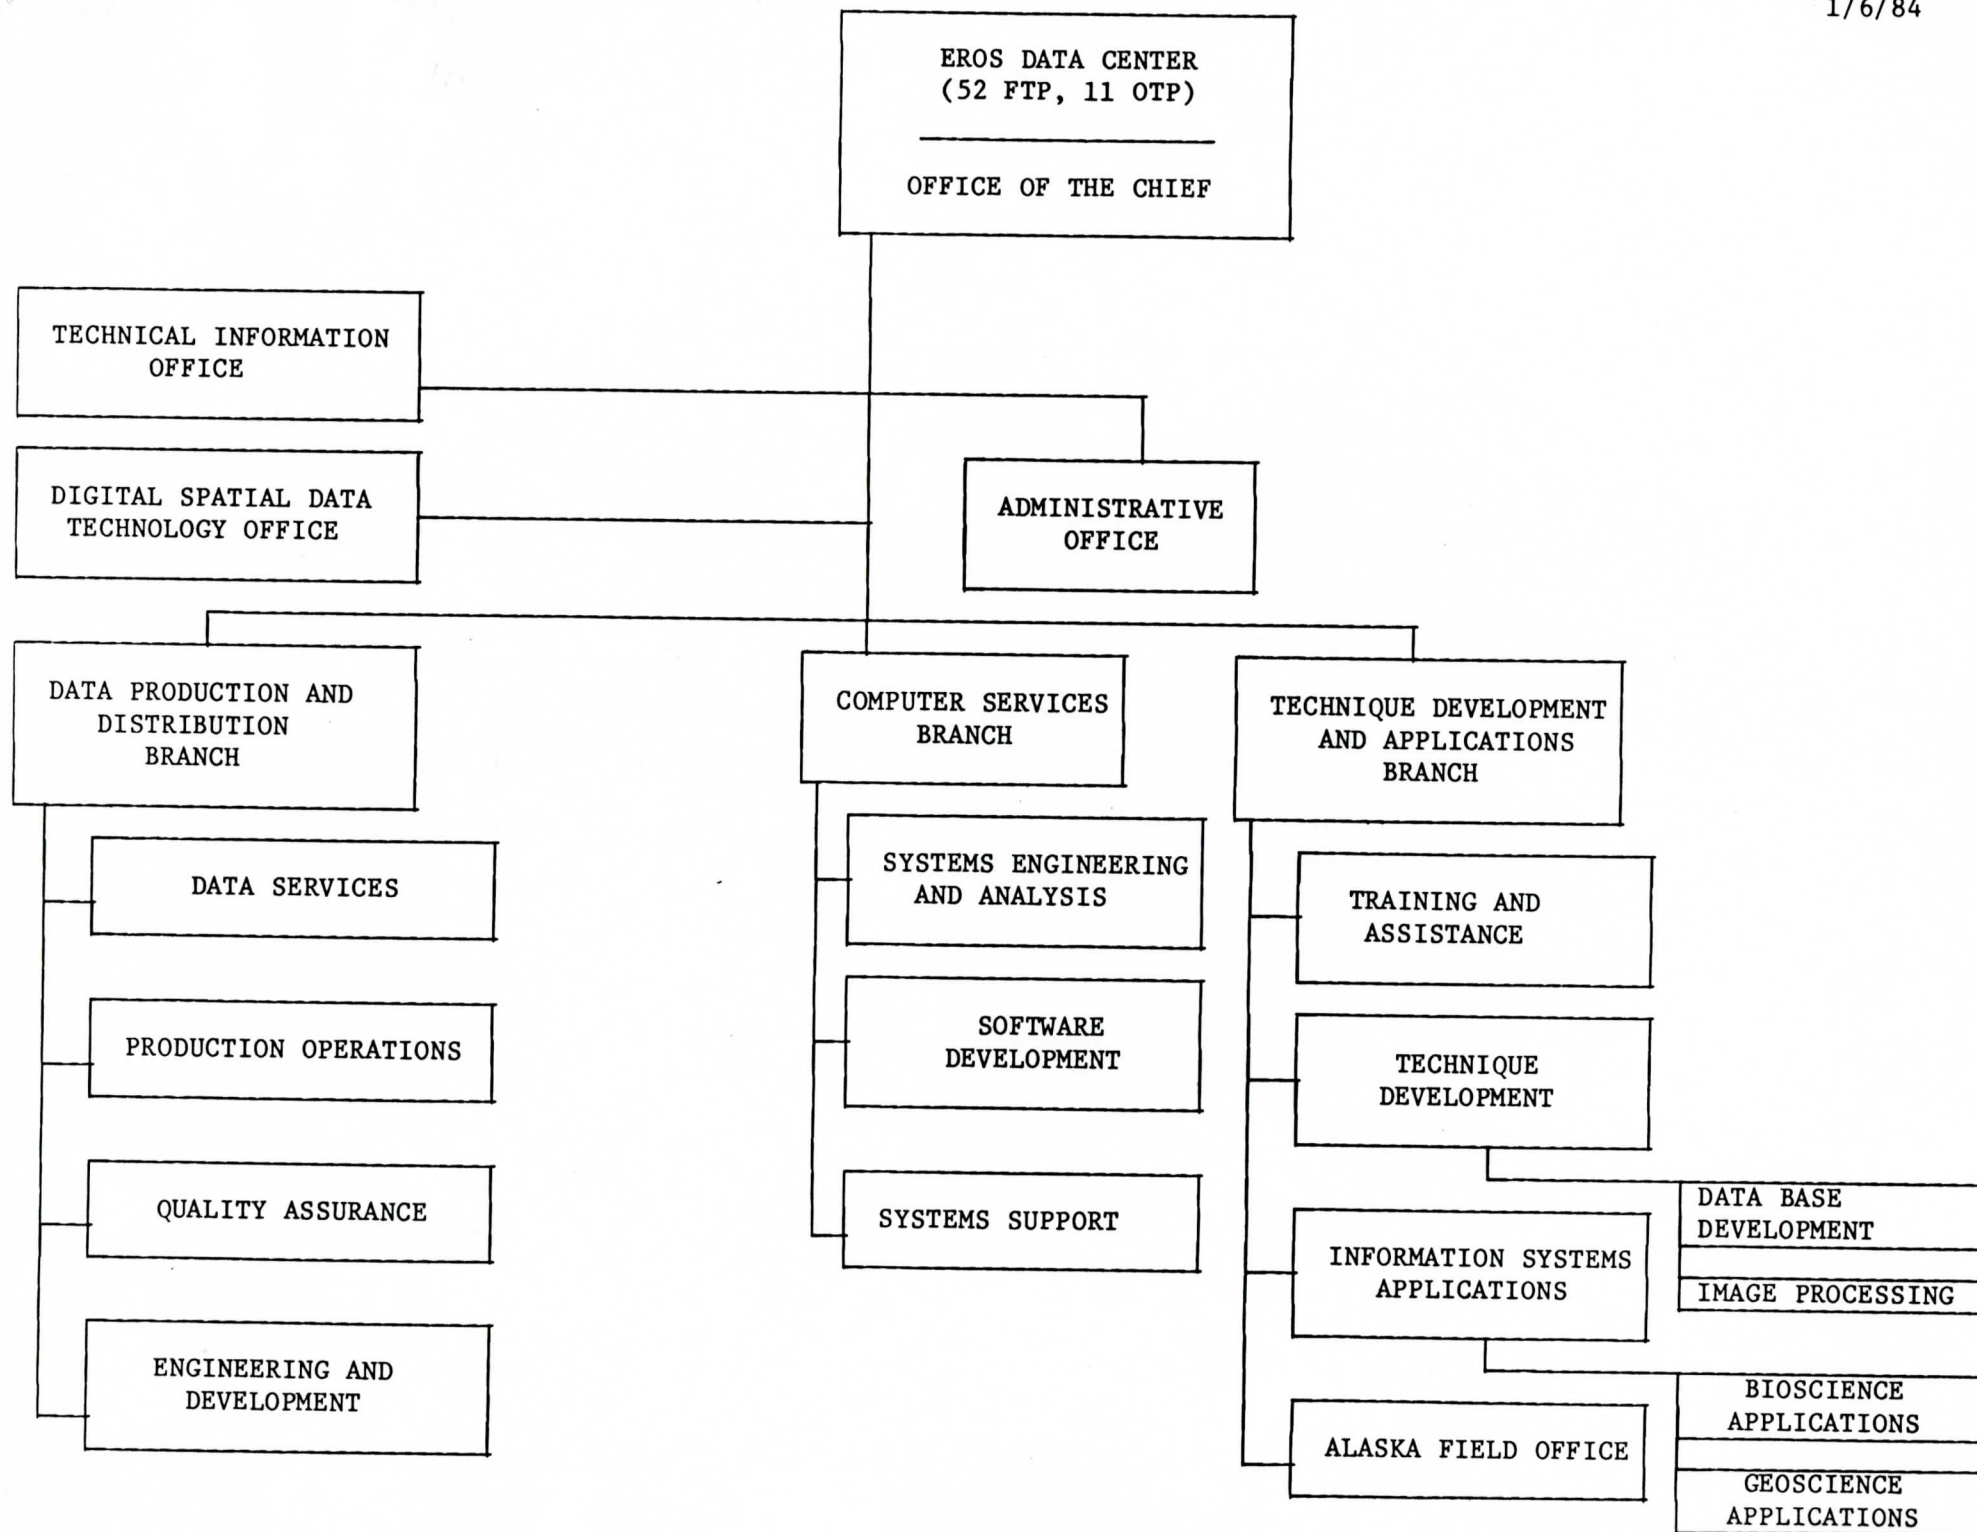 1/6/84
EROS DATA CENTER
(52 FTP, 11 OTP)
OFFICE OF THE CHIEF
TECHNICAL INFORMATION
OFFICE
DIGITAL SPATIAL DATA
TECHNOLOGY OFFICE
ADMINISTRATIVE
OFFICE
DATA PRODUCTION AND
DISTRIBUTION
BRANCH
DATA SERVICES
PRODUCTION OPERATIONS
QUALITY ASSURANCE
ENGINEERING AND
DEVELOPMENT
COMPUTER SERVICES
BRANCH
SYSTEMS ENGINEERING
AND ANALYSIS
SOFTWARE
DEVELOPMENT
SYSTEMS SUPPORT
TECHNIQUE DEVELOPMENT
AND APPLICATIONS
BRANCH
TRAINING AND
ASSISTANCE
TECHNIQUE
DEVELOPMENT
DATA BASE
DEVELOPMENT
IMAGE PROCESSING
INFORMATION SYSTEMS
APPLICATIONS
BIOSCIENCE
APPLICATIONS
GEOSCIENCE
APPLICATIONS
ALASKA FIELD OFFICE